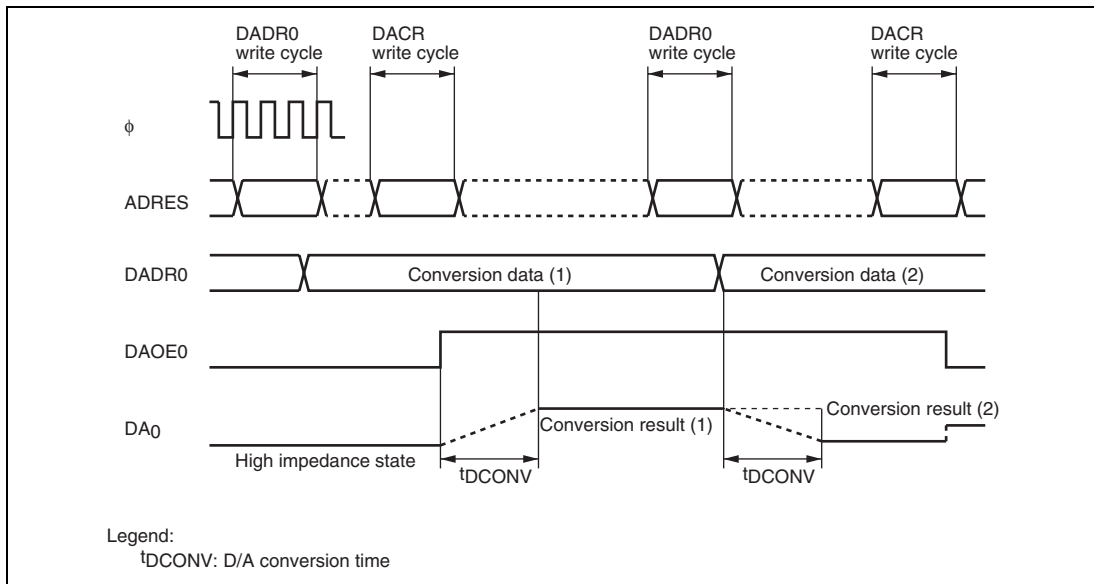 DADR0
write cycle
DACR
write cycle
DADR0
write cycle
DACR
write cycle
ϕ
ADRES
DADR0
Conversion data (1)
Conversion data (2)
DAOE0
DA0
Conversion result (1)
Conversion result (2)
High impedance state
tDCONV
tDCONV
Legend:
tDCONV: D/A conversion time